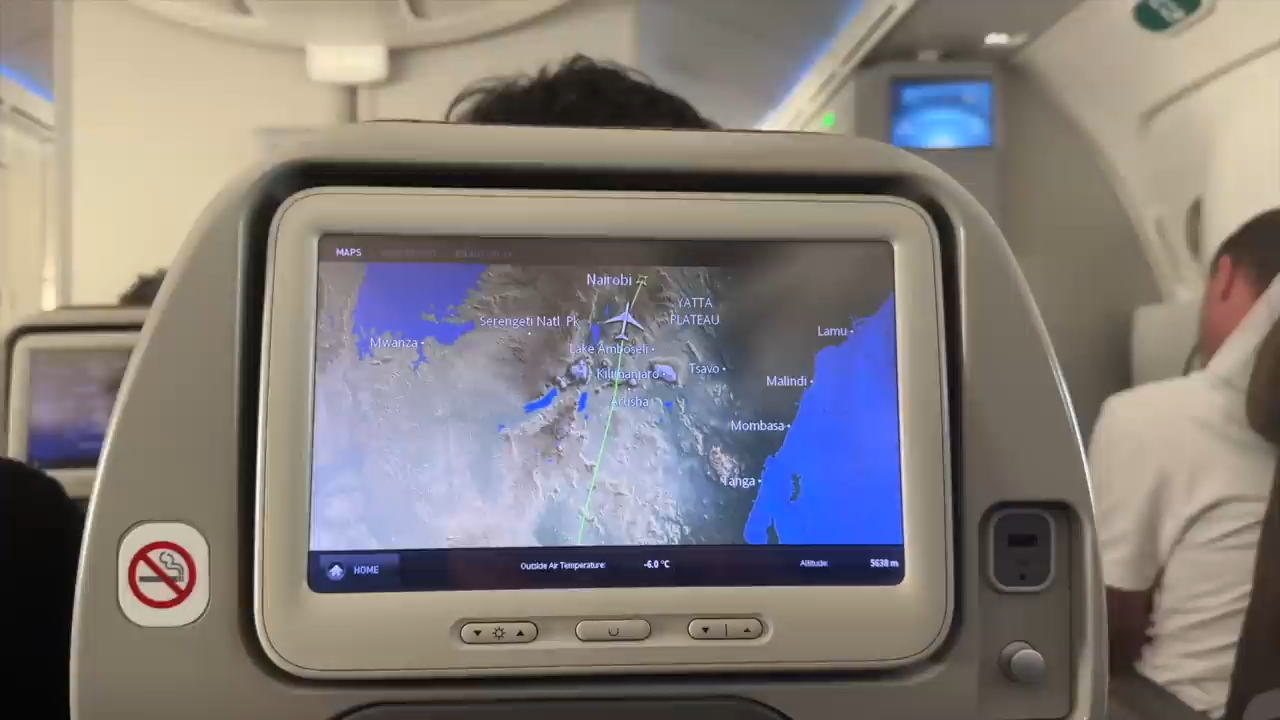 MAPS
Nairobi
YATTA
PLATEAU
Serengeti Natl. Pk.
Lamu
Mwanza
Lake Amboseli
Kilimanjaro
Tsavo
Malindi
Arusha
Mombasa
Tanga
HOME
Outside Air Temperature: -6.0 °C
Altitude: 5638 m